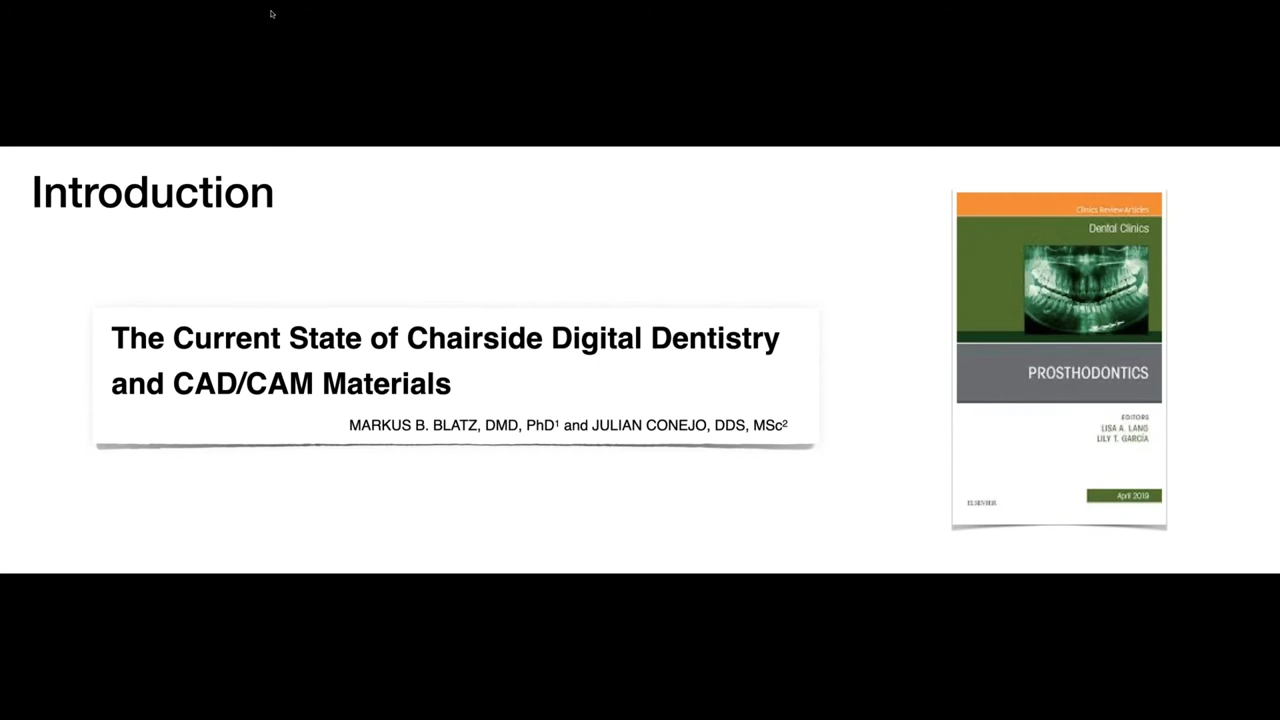 Introduction
The Current State of Chairside Digital Dentistry
and CAD/CAM Materials
MARKUS B. BLATZ, DMD, PhD¹ and JULIAN CONEJO, DDS, MSc²
Clinics Review Articles
Dental Clinics
PROSTHODONTICS
EDITORS
LISA A. LANG
LILY T. GARCÍA
April 2019
ELSEVIER